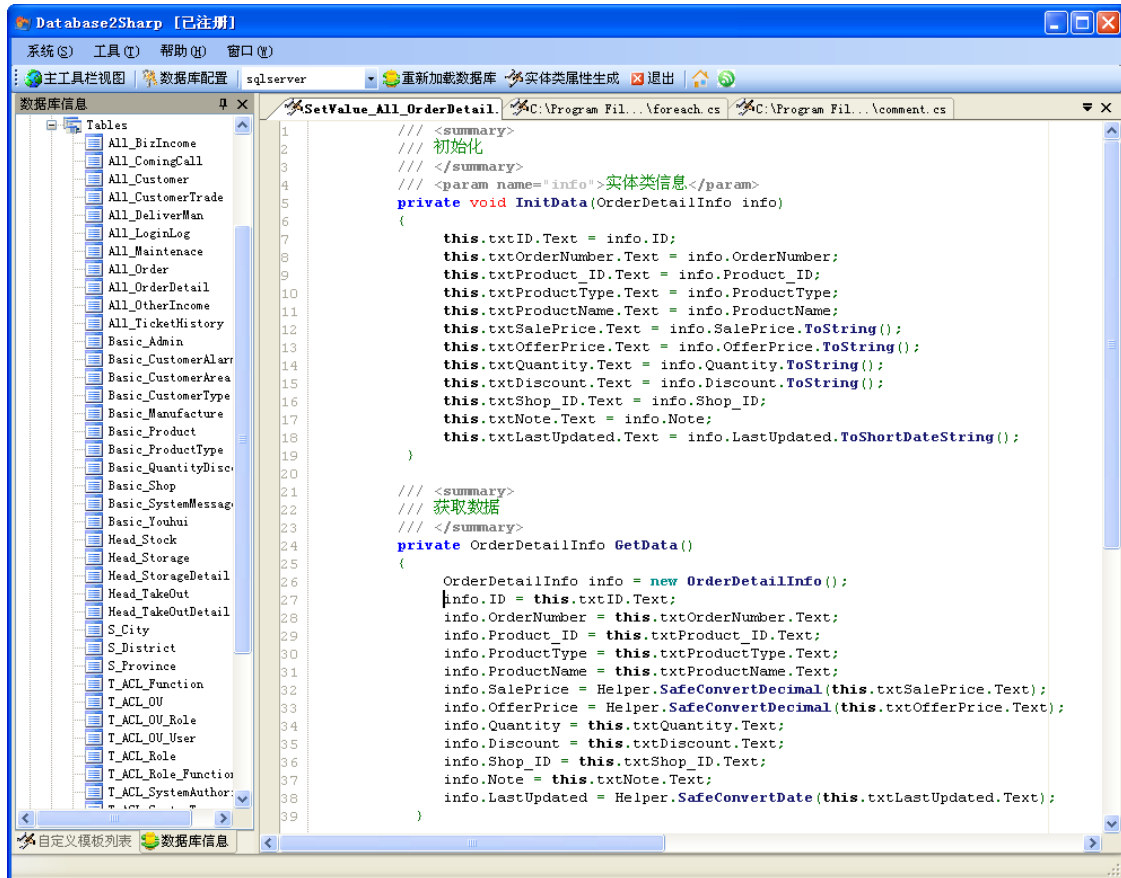 Database2Sharp [已注册]
系统(S) 工具(T) 帮助(H) 窗口(W)
主工具栏视图 数据库配置 sqlserver 重新加载数据库 实体类属性生成 退出
数据库信息
Tables
All_BizIncome
All_ComingCall
All_Customer
All_CustomerTrade
All_DeliverMan
All_LoginLog
All_Maintenace
All_Order
All_OrderDetail
All_OtherIncome
All_TicketHistory
Basic_Admin
Basic_CustomerAlarm
Basic_CustomerArea
Basic_CustomerType
Basic_Manufacture
Basic_Product
Basic_ProductType
Basic_QuantityDisc
Basic_Shop
Basic_SystemMessag
Basic_Youhui
Head_Stock
Head_Storage
Head_StorageDetail
Head_TakeOut
Head_TakeOutDetail
S_City
S_District
S_Province
T_ACL_Function
T_ACL_OU
T_ACL_OU_Role
T_ACL_OU_User
T_ACL_Role
T_ACL_Role_Function
T_ACL_SystemAuthor
自定义模板列表 数据库信息
SetValue_All_OrderDetail. C:\Program Fil...\foreach.cs C:\Program Fil...\comment.cs
1 /// <summary>
2 /// 初始化
3 /// </summary>
4 /// <param name="info">实体类信息</param>
5 private void InitData(OrderDetailInfo info)
6 {
7 this.txtID.Text = info.ID;
8 this.txtOrderNumber.Text = info.OrderNumber;
9 this.txtProduct_ID.Text = info.Product_ID;
10 this.txtProductType.Text = info.ProductType;
11 this.txtProductName.Text = info.ProductName;
12 this.txtSalePrice.Text = info.SalePrice.ToString();
13 this.txtOfferPrice.Text = info.OfferPrice.ToString();
14 this.txtQuantity.Text = info.Quantity.ToString();
15 this.txtDiscount.Text = info.Discount.ToString();
16 this.txtShop_ID.Text = info.Shop_ID;
17 this.txtNote.Text = info.Note;
18 this.txtLastUpdated.Text = info.LastUpdated.ToShortDateString();
19 }
20
21 /// <summary>
22 /// 获取数据
23 /// </summary>
24 private OrderDetailInfo GetData()
25 {
26 OrderDetailInfo info = new OrderDetailInfo();
27 info.ID = this.txtID.Text;
28 info.OrderNumber = this.txtOrderNumber.Text;
29 info.Product_ID = this.txtProduct_ID.Text;
30 info.ProductType = this.txtProductType.Text;
31 info.ProductName = this.txtProductName.Text;
32 info.SalePrice = Helper.SafeConvertDecimal(this.txtSalePrice.Text);
33 info.OfferPrice = Helper.SafeConvertDecimal(this.txtOfferPrice.Text);
34 info.Quantity = this.txtQuantity.Text;
35 info.Discount = this.txtDiscount.Text;
36 info.Shop_ID = this.txtShop_ID.Text;
37 info.Note = this.txtNote.Text;
38 info.LastUpdated = Helper.SafeConvertDate(this.txtLastUpdated.Text);
39 }